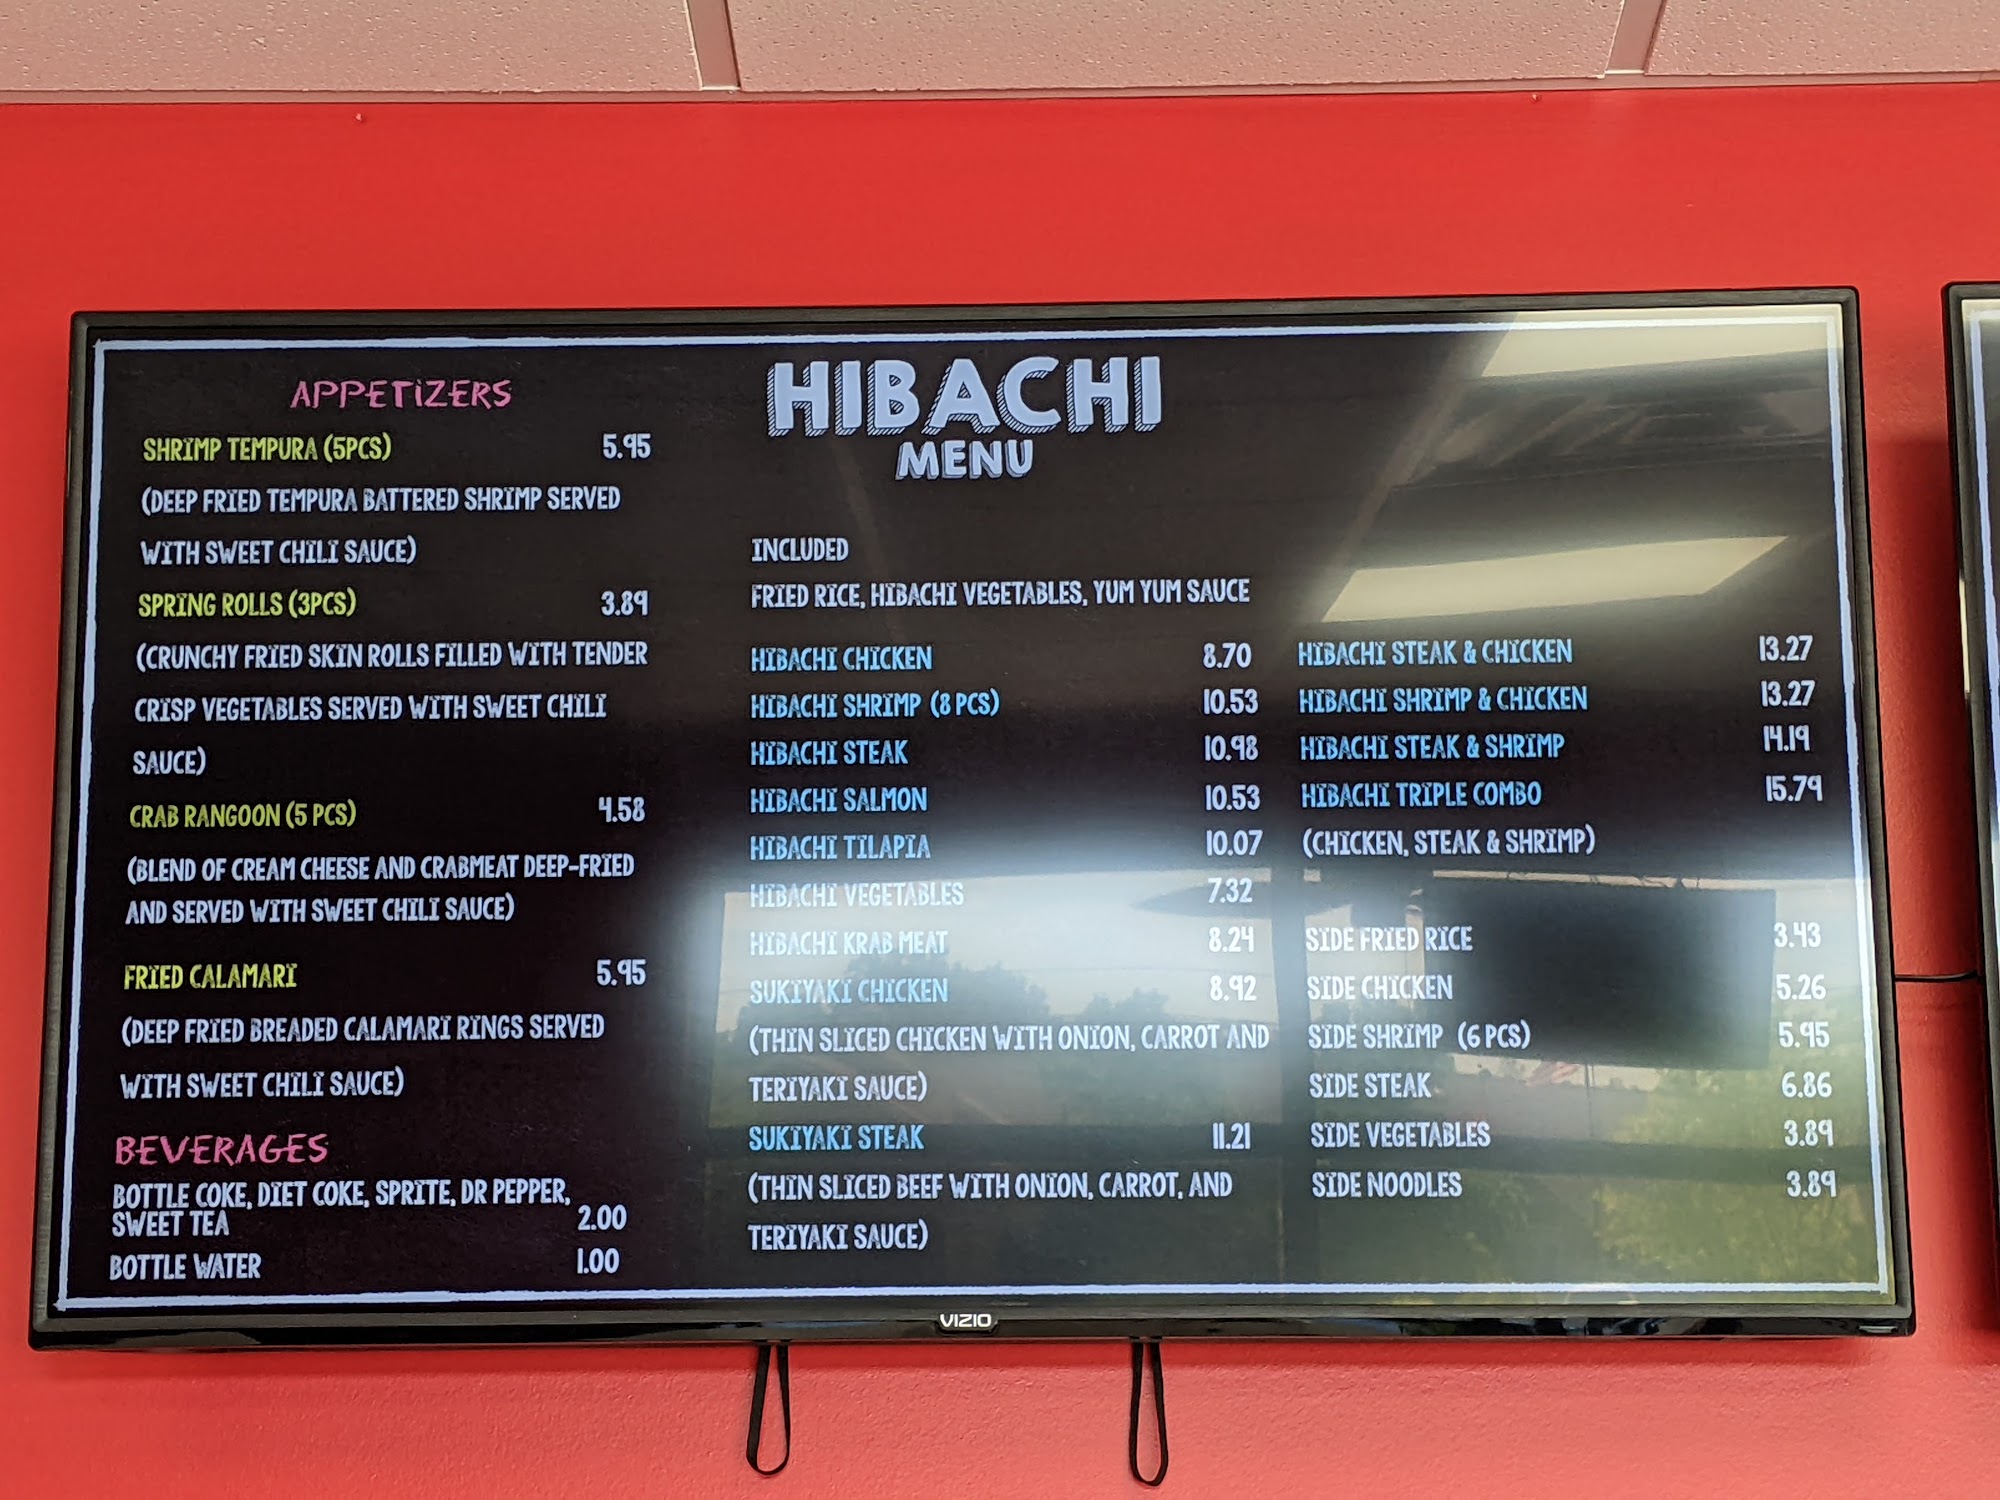 APPETIZERS
SHRIMP TEMPURA (5PCS) 5.95
(DEEP FRIED TEMPURA BATTERED SHRIMP SERVED
WITH SWEET CHILI SAUCE)
SPRING ROLLS (3PCS) 3.89
(CRUNCHY FRIED SKIN ROLLS FILLED WITH TENDER
CRISP VEGETABLES SERVED WITH SWEET CHILI
SAUCE)
CRAB RANGOON (5 PCS) 4.58
(BLEND OF CREAM CHEESE AND CRABMEAT DEEP-FRIED
AND SERVED WITH SWEET CHILI SAUCE)
FRIED CALAMARI 5.95
(DEEP FRIED BREADED CALAMARI RINGS SERVED
WITH SWEET CHILI SAUCE)
BEVERAGES
BOTTLE COKE, DIET COKE, SPRITE, DR PEPPER,
SWEET TEA 2.00
BOTTLE WATER 1.00
HIBACHI
MENU
INCLUDED
FRIED RICE, HIBACHI VEGETABLES, YUM YUM SAUCE
HIBACHI CHICKEN 8.70
HIBACHI SHRIMP (8 PCS) 10.53
HIBACHI STEAK 10.98
HIBACHI SALMON 10.53
HIBACHI TILAPIA 10.07
HIBACHI VEGETABLES 7.32
HIBACHI KRAB MEAT 8.24
SUKIYAKI CHICKEN 8.92
(THIN SLICED CHICKEN WITH ONION, CARROT AND
TERIYAKI SAUCE)
SUKIYAKI STEAK 11.21
(THIN SLICED BEEF WITH ONION, CARROT, AND
TERIYAKI SAUCE)
HIBACHI STEAK & CHICKEN 13.27
HIBACHI SHRIMP & CHICKEN 13.27
HIBACHI STEAK & SHRIMP 14.19
HIBACHI TRIPLE COMBO 15.79
(CHICKEN, STEAK & SHRIMP)
SIDE FRIED RICE 3.43
SIDE CHICKEN 5.26
SIDE SHRIMP (6 PCS) 5.95
SIDE STEAK 6.86
SIDE VEGETABLES 3.89
SIDE NOODLES 3.89
VIZIO